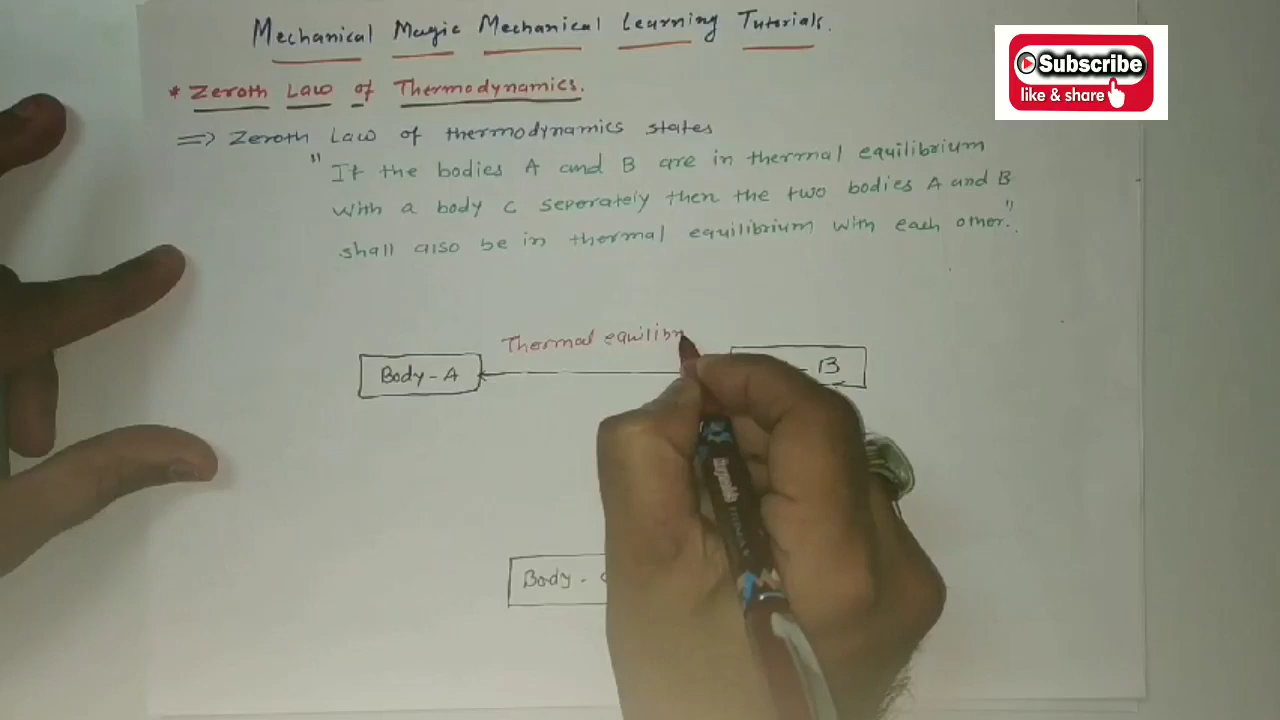 Mechanical Magic Mechanical Learning Tutorials.
* Zeroth Law of Thermodynamics.
=> Zeroth Law of thermodynamics states
"If the bodies A and B are in thermal equilibrium
with a body C seperately then the two bodies A and B
shall also be in thermal equilibrium with each other.".
Thermal equilibr
Body - A
- B
Body -
Subscribe
like & share
Reynolds